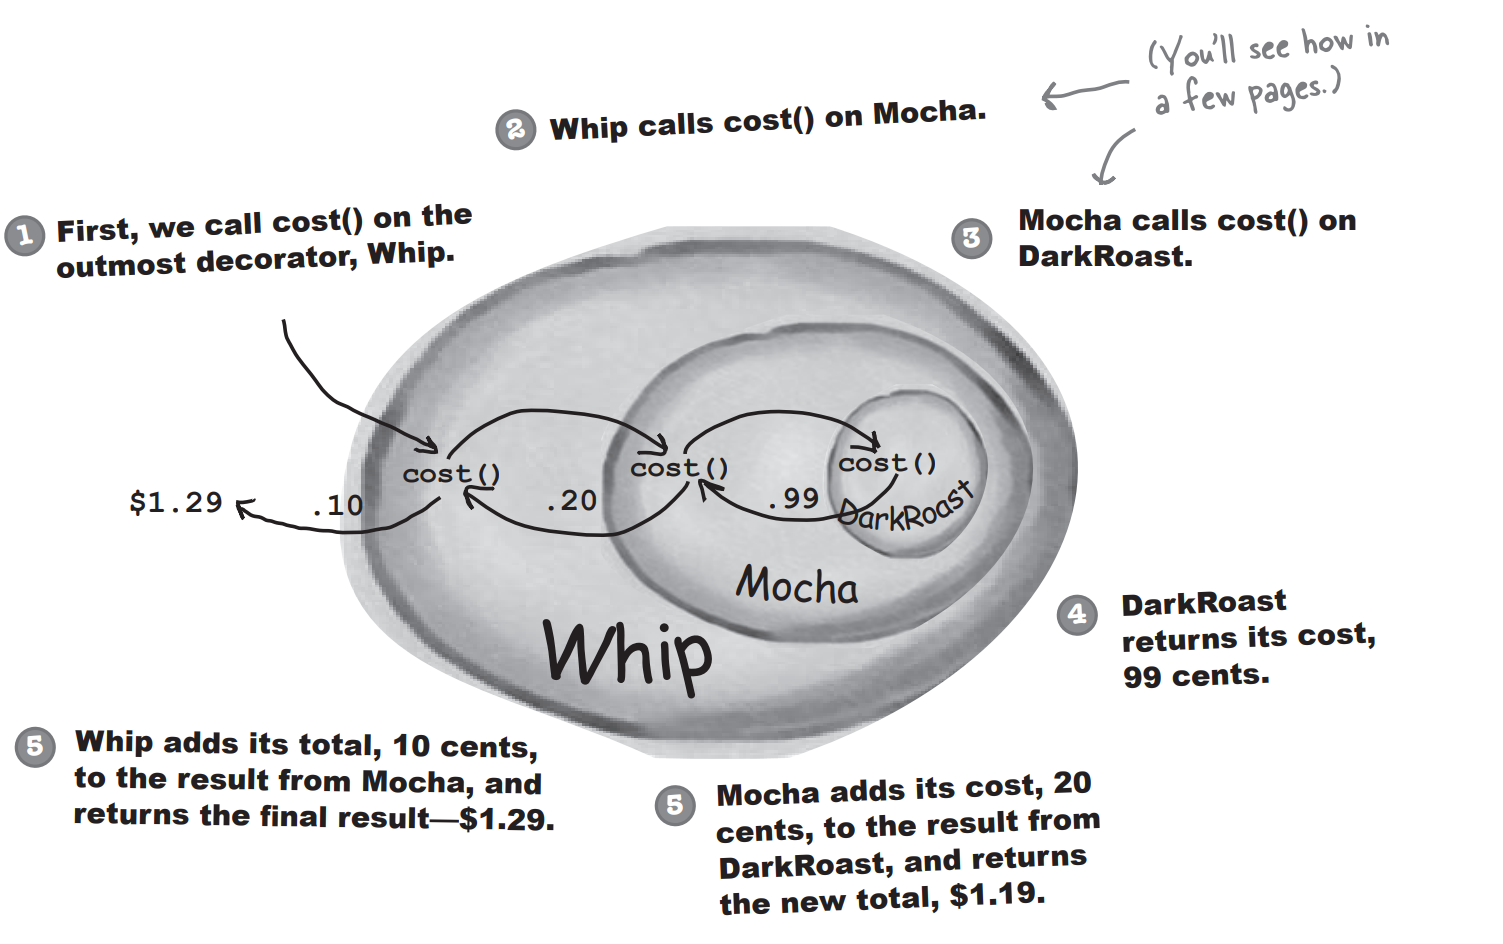 (You'll see how in
a few pages.)
2 Whip calls cost() on Mocha.
1 First, we call cost() on the
outmost decorator, Whip.
3 Mocha calls cost() on
DarkRoast.
cost()
cost()
cost()
$1.29
.10
.20
.99
DarkRoast
Mocha
Whip
4 DarkRoast
returns its cost,
99 cents.
5 Mocha adds its cost, 20
cents, to the result from
DarkRoast, and returns
the new total, $1.19.
5 Whip adds its total, 10 cents,
to the result from Mocha, and
returns the final result—$1.29.